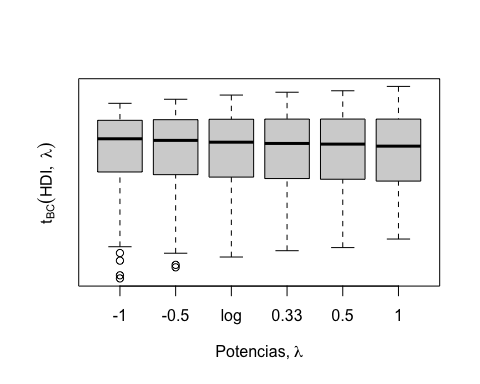 t_BC(HDI, λ)
-1 -0.5 log 0.33 0.5 1
Potencias, λ